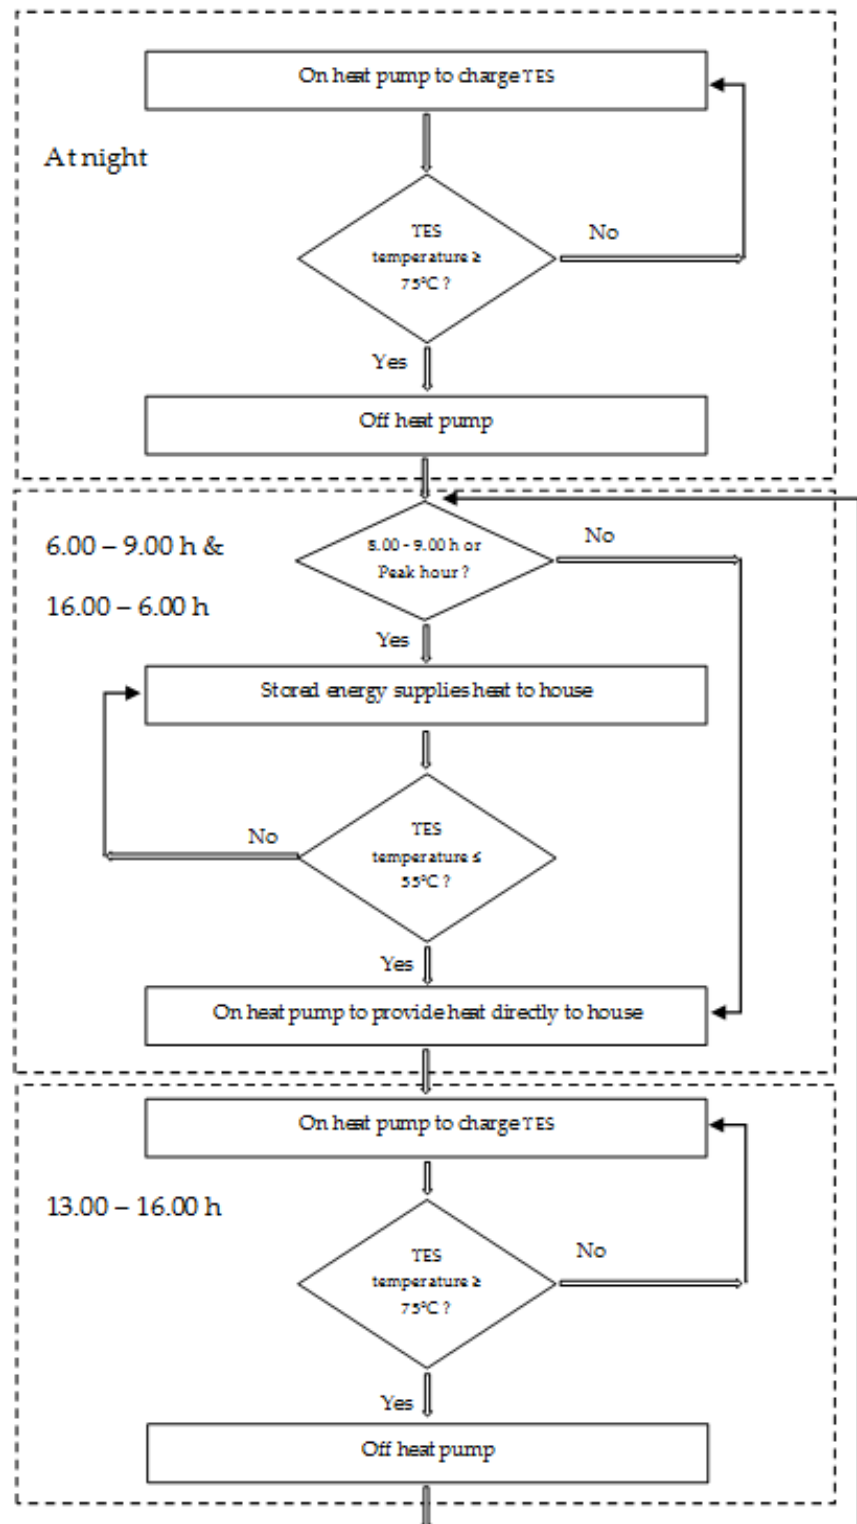 On heat pump to charge TES
At night
TES
temperature ≥
75°C ?
No
Yes
Off heat pump
6.00 – 9.00 h &
16.00 – 6.00 h
8.00 - 9.00 h or
Peak hour ?
No
Yes
Stored energy supplies heat to house
No
TES
temperature ≤
55°C ?
Yes
On heat pump to provide heat directly to house
On heat pump to charge TES
13.00 – 16.00 h
TES
temperature ≥
75°C ?
No
Yes
Off heat pump